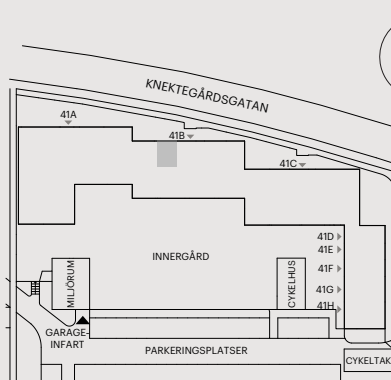 KNEKTEGÅRDSGATAN
41A
41B
41C
41D
41E
INNERGÅRD
41F
MILJÖRUM
CYKELHUS
41G
41H
GARAGE-
INFART
PARKERINGSPLATSER
CYKELTAK